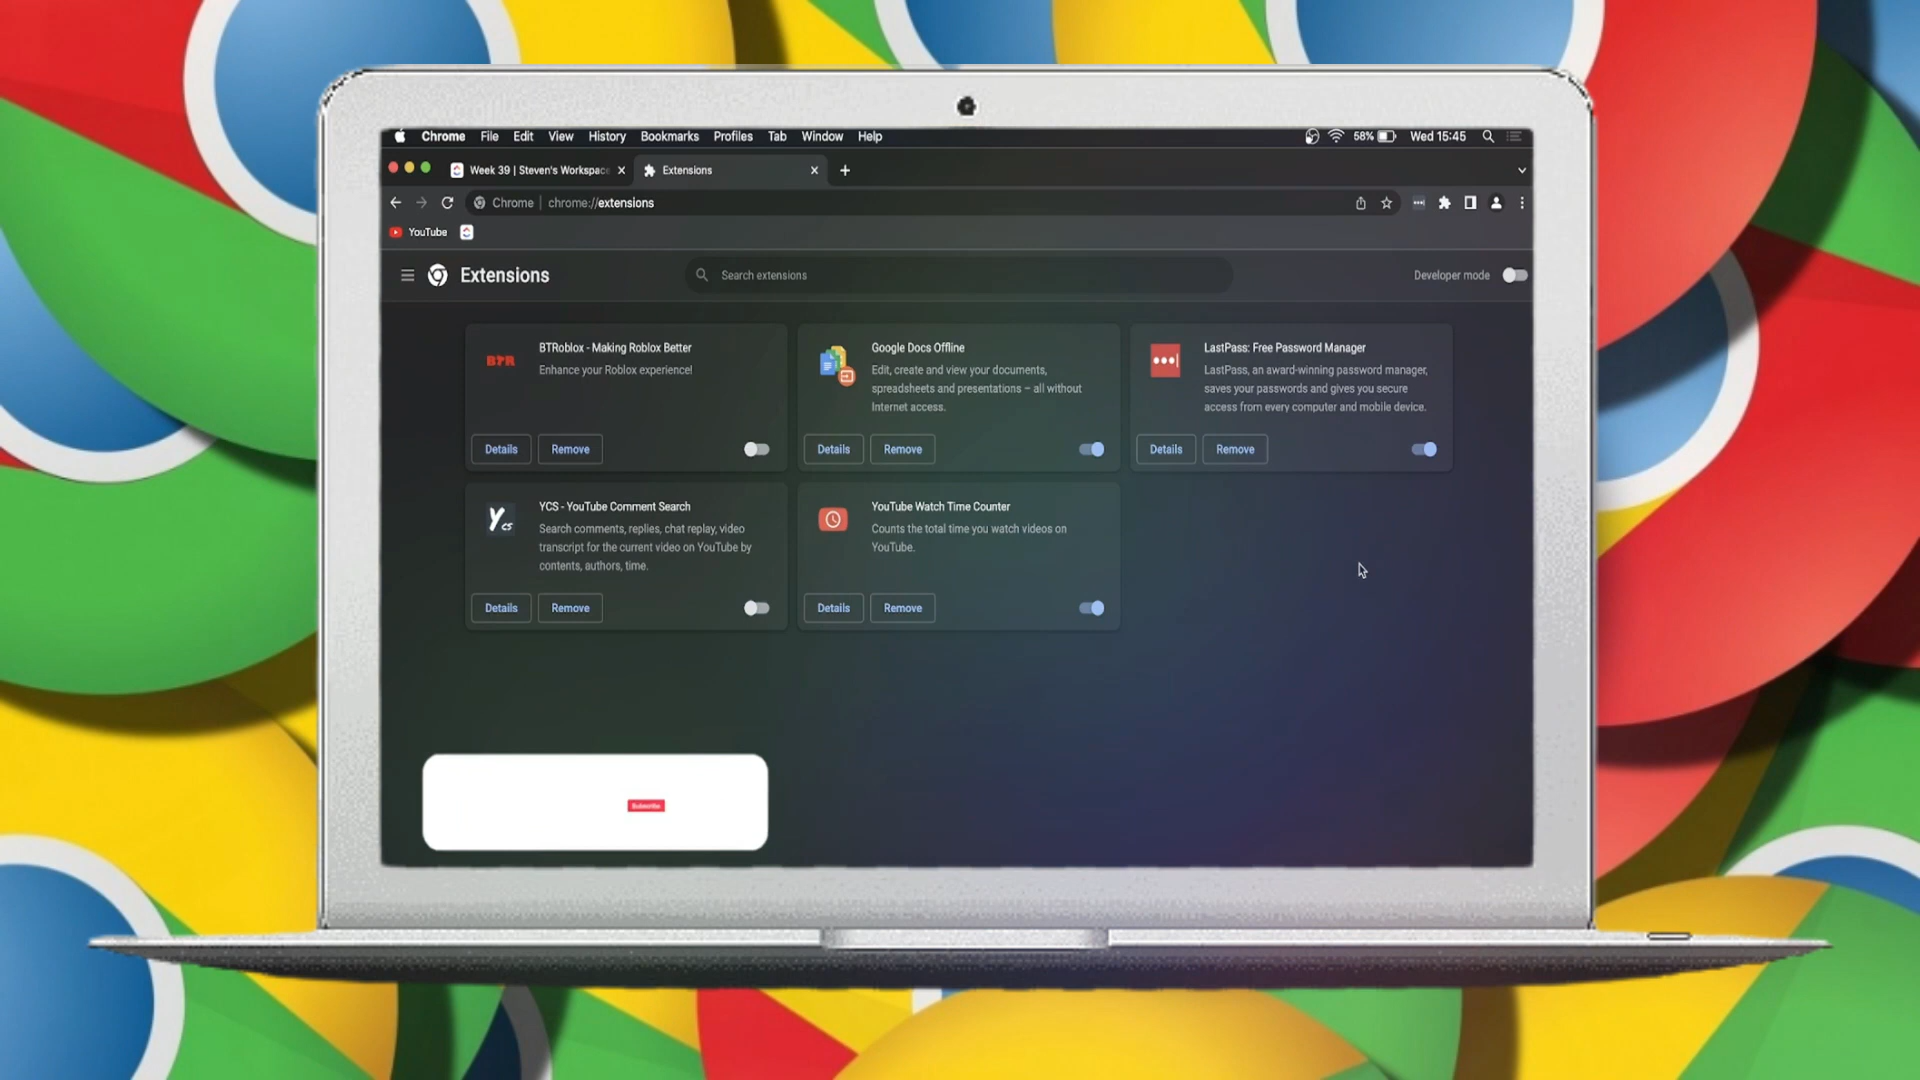 Chrome File Edit View History Bookmarks Profiles Tab Window Help 58% Wed 15:45
Week 39 | Steven's Workspace Extensions
Chrome | chrome://extensions
YouTube
Extensions Search extensions Developer mode
BTR
BTRoblox - Making Roblox Better
Enhance your Roblox experience!
Details Remove
Google Docs Offline
Edit, create and view your documents,
spreadsheets and presentations – all without
Internet access.
Details Remove
LastPass: Free Password Manager
LastPass, an award-winning password manager,
saves your passwords and gives you secure
access from every computer and mobile device.
Details Remove
Ycs
YCS - YouTube Comment Search
Search comments, replies, chat replay, video
transcript for the current video on YouTube by
contents, authors, time.
Details Remove
YouTube Watch Time Counter
Counts the total time you watch videos on
YouTube.
Details Remove
Subscribe